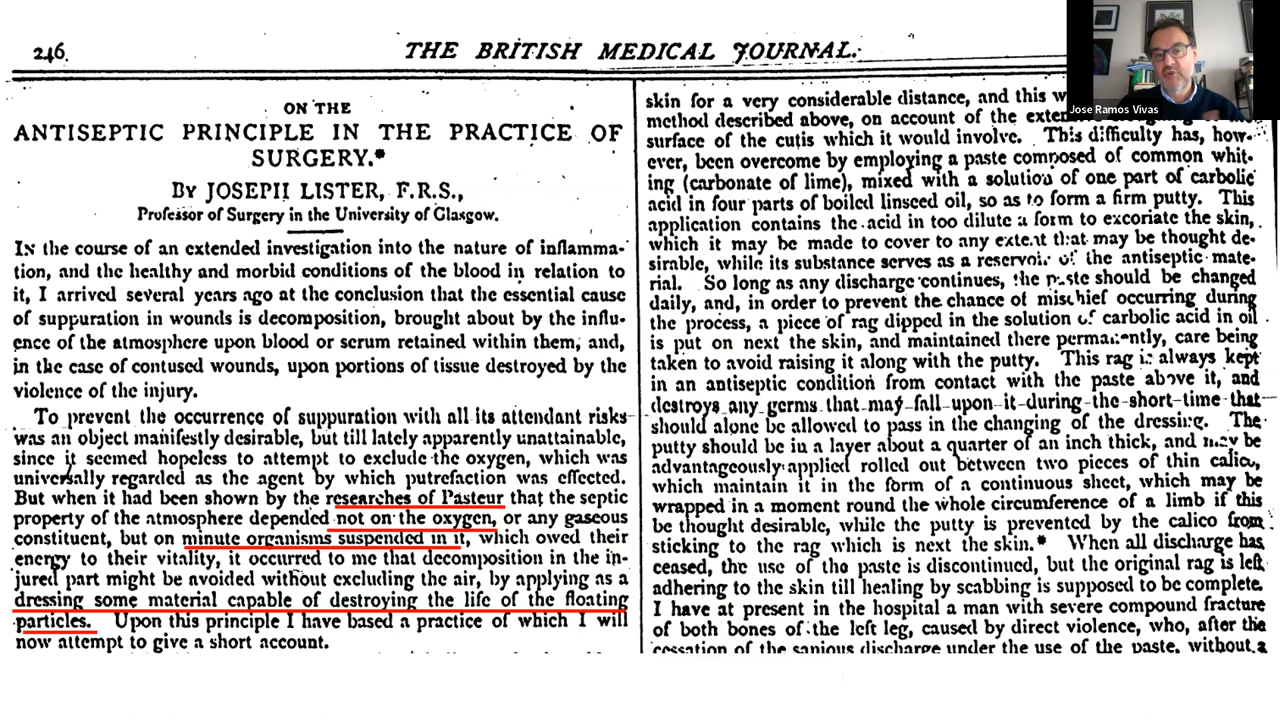 246
THE BRITISH MEDICAL JOURNAL.
ON THE
ANTISEPTIC PRINCIPLE IN THE PRACTICE OF
SURGERY.*
BY JOSEPH LISTER, F.R.S.,
Professor of Surgery in the University of Glasgow.
IN the course of an extended investigation into the nature of inflamma-
tion, and the healthy and morbid conditions of the blood in relation to
it, I arrived several years ago at the conclusion that the essential cause
of suppuration in wounds is decomposition, brought about by the influ-
ence of the atmosphere upon blood or serum retained within them, and,
in the case of contused wounds, upon portions of tissue destroyed by the
violence of the injury.
To prevent the occurrence of suppuration with all its attendant risks
was an object manifestly desirable, but till lately apparently unattainable,
since it seemed hopeless to attempt to exclude the oxygen, which was
universally regarded as the agent by which putrefaction was effected.
But when it had been shown by the researches of Pasteur that the septic
property of the atmosphere depended not on the oxygen, or any gaseous
constituent, but on minute organisms suspended in it, which owed their
energy to their vitality, it occurred to me that decomposition in the in-
jured part might be avoided without excluding the air, by applying as a
dressing some material capable of destroying the life of the floating
particles. Upon this principle I have based a practice of which I will
now attempt to give a short account.
skin for a very considerable distance, and this
method described above, on account of the
surface of the cutis which it would involve. This difficulty has, how-
ever, been overcome by employing a paste composed of common whit-
ing (carbonate of lime), mixed with a solution of one part of carbolic
acid in four parts of boiled linseed oil, so as to form a firm putty. This
application contains the acid in too dilute a form to excoriate the skin,
which it may be made to cover to any extent that may be thought de-
sirable, while its substance serves as a reservoir of the antiseptic mate-
rial. So long as any discharge continues, the paste should be changed
daily, and, in order to prevent the chance of mischief occurring during
the process, a piece of rag dipped in the solution of carbolic acid in oil
is put on next the skin, and maintained there permanently, care being
taken to avoid raising it along with the putty. This rag is always kept
in an antiseptic condition from contact with the paste above it, and
destroys any germs that may fall upon it during the short time that
should alone be allowed to pass in the changing of the dressing. The
putty should be in a layer about a quarter of an inch thick, and may be
advantageously applied rolled out between two pieces of thin calico,
which maintain it in the form of a continuous sheet, which may be
wrapped in a moment round the whole circumference of a limb if this
be thought desirable, while the putty is prevented by the calico from
sticking to the rag which is next the skin.* When all discharge has
ceased, the use of the paste is discontinued, but the original rag is left
adhering to the skin till healing by scabbing is supposed to be complete.
I have at present in the hospital a man with severe compound fracture
of both bones of the left leg, caused by direct violence, who, after the
cessation of the sanious discharge under the use of the paste, without a
Jose Ramos Vivas